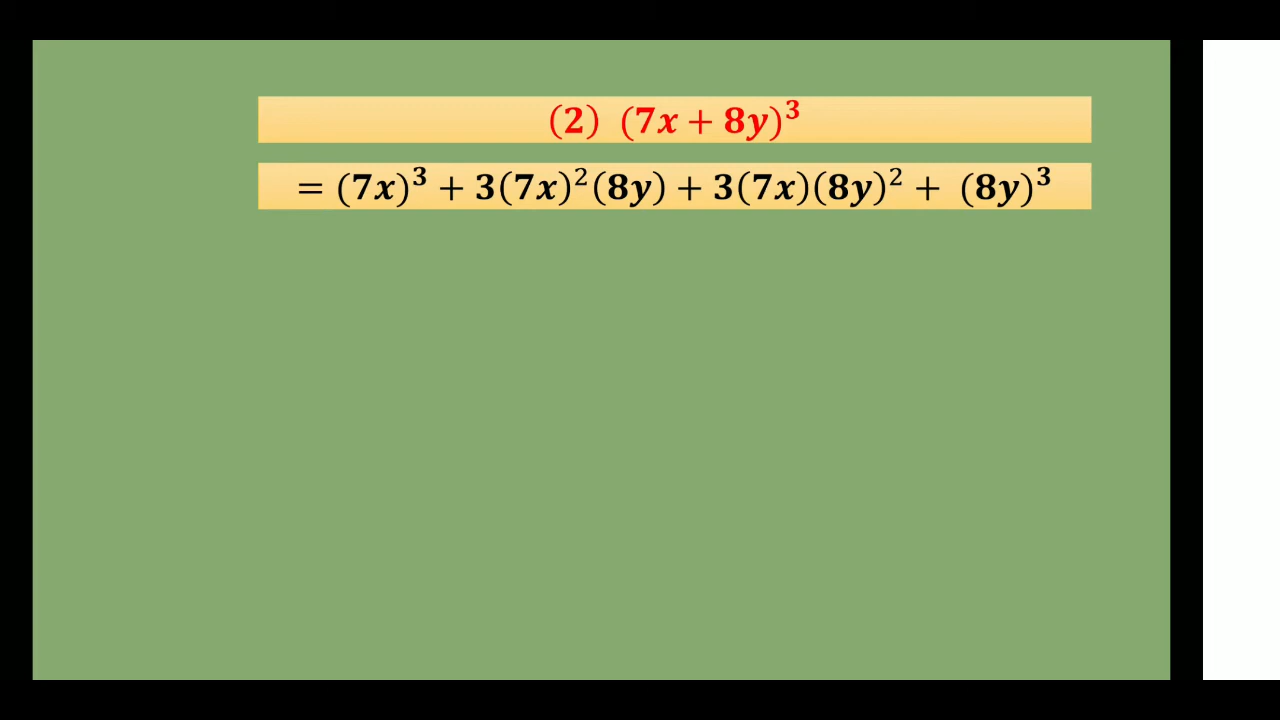 (2) (7x + 8y)³
= (7x)³ + 3(7x)²(8y) + 3(7x)(8y)² + (8y)³